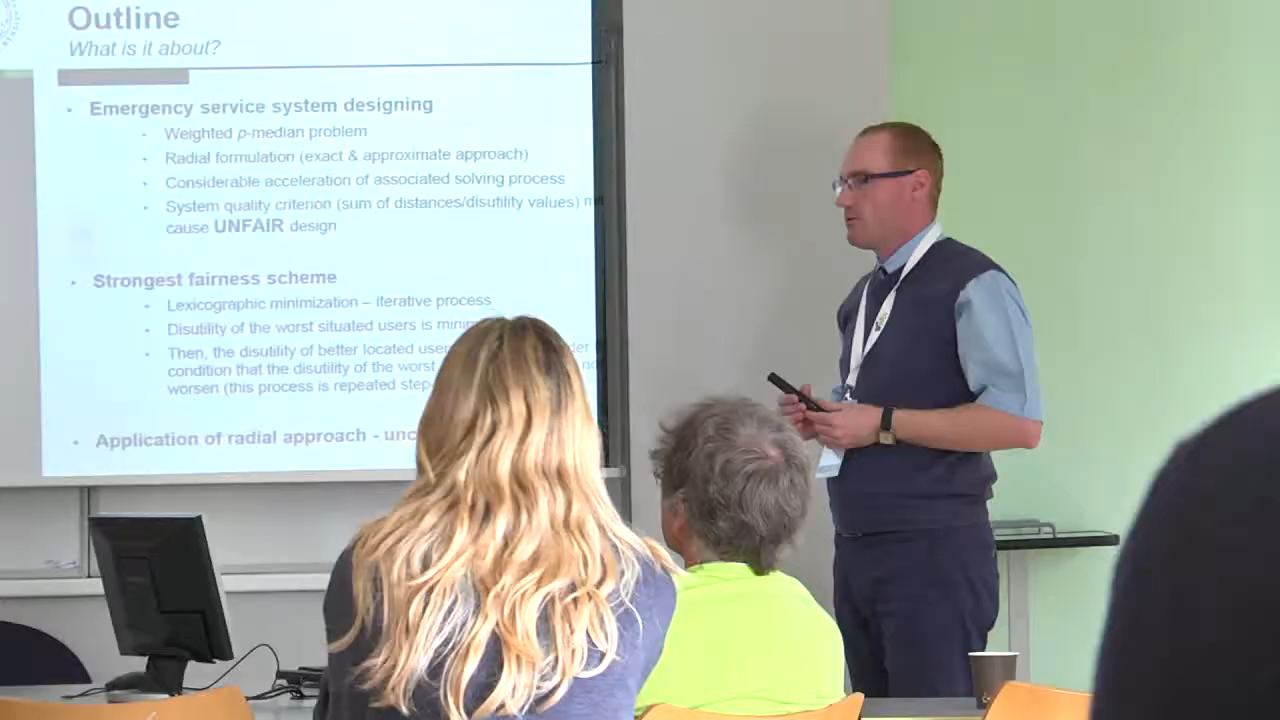 Outline
What is it about?
• Emergency service system designing
• Weighted p-median problem
• Radial formulation (exact & approximate approach)
• Considerable acceleration of associated solving process
• System quality criterion (sum of distances/disutility values)
cause UNFAIR design
• Strongest fairness scheme
• Lexicographic minimization – iterative process
• Disutility of the worst situated users is
• Then, the disutility of better located
condition that the disutility of the worst
worsen (this process is repeated
• Application of radial approach -